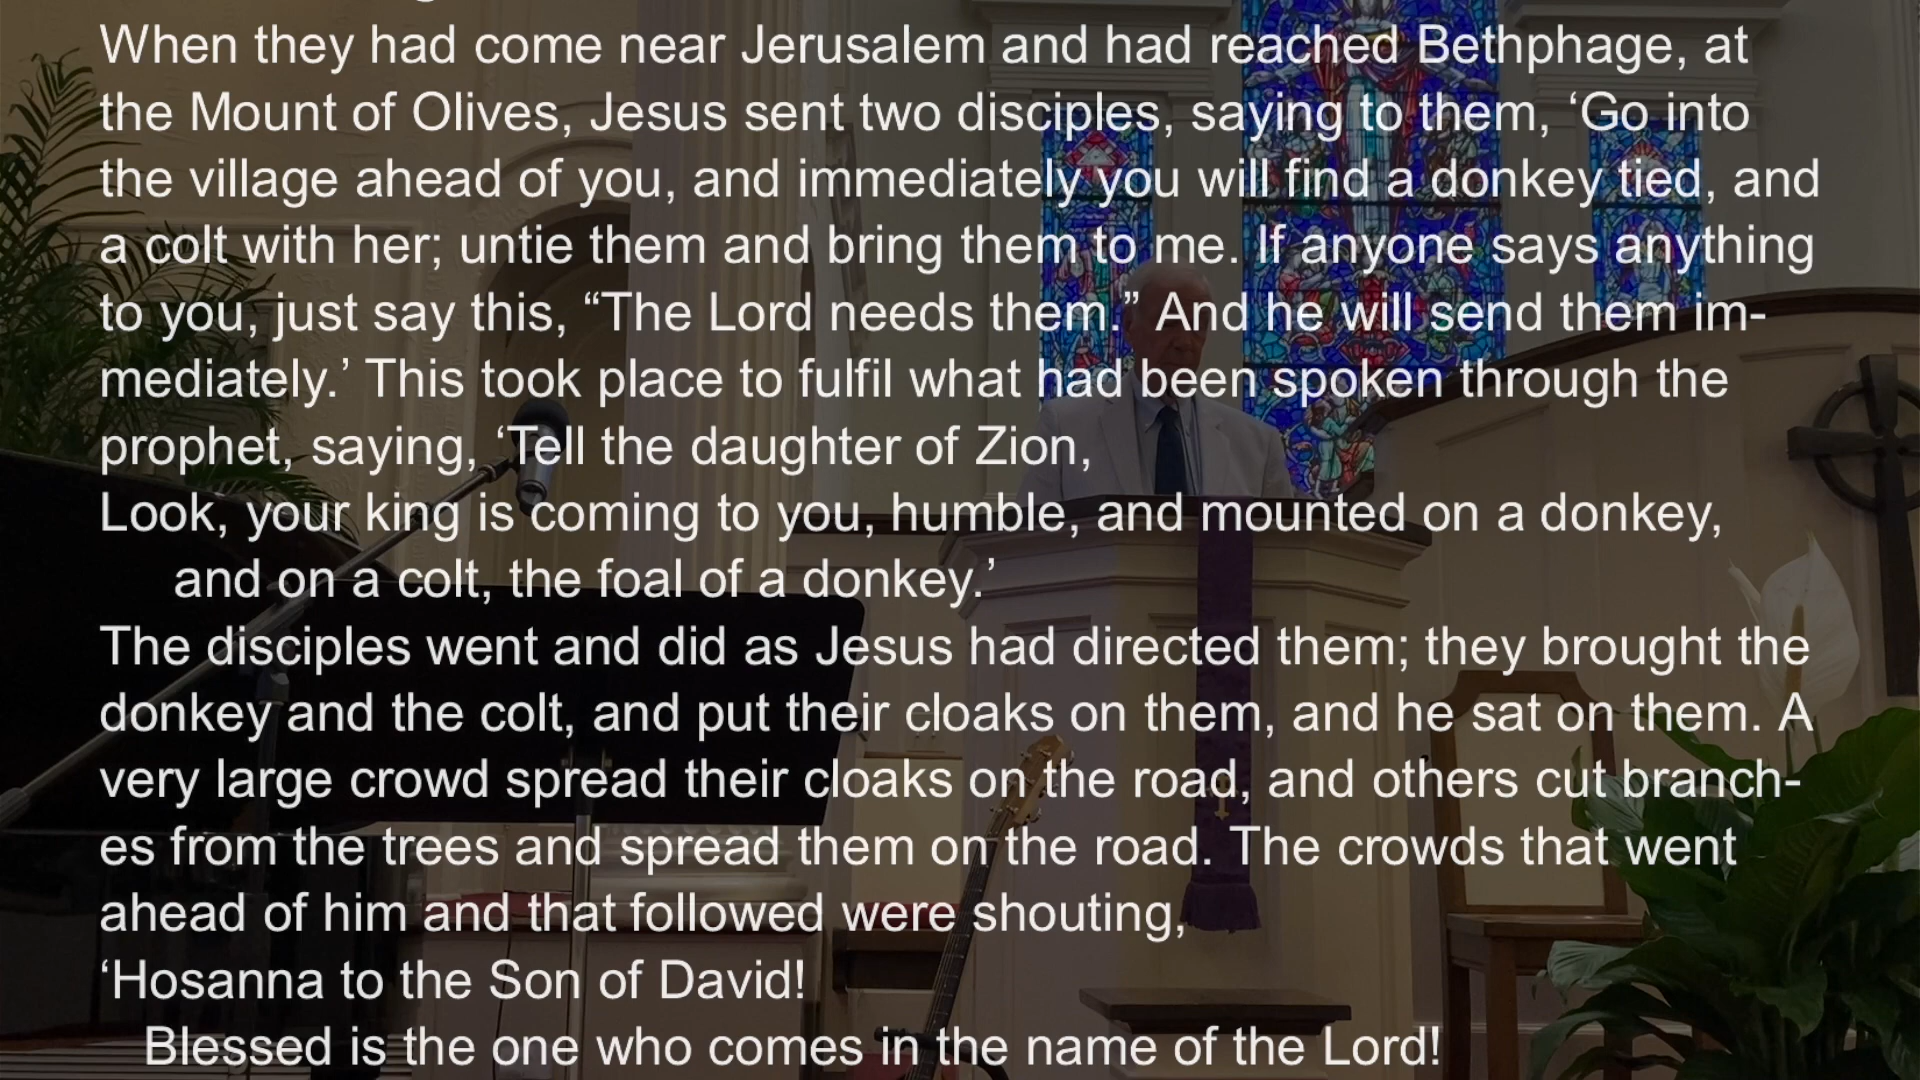 When they had come near Jerusalem and had reached Bethphage, at
the Mount of Olives, Jesus sent two disciples, saying to them, ‘Go into
the village ahead of you, and immediately you will find a donkey tied, and
a colt with her; untie them and bring them to me. If anyone says anything
to you, just say this, “The Lord needs them.” And he will send them im-
mediately.’ This took place to fulfil what had been spoken through the
prophet, saying, ‘Tell the daughter of Zion,
Look, your king is coming to you, humble, and mounted on a donkey,
and on a colt, the foal of a donkey.’
The disciples went and did as Jesus had directed them; they brought the
donkey and the colt, and put their cloaks on them, and he sat on them. A
very large crowd spread their cloaks on the road, and others cut branch-
es from the trees and spread them on the road. The crowds that went
ahead of him and that followed were shouting,
‘Hosanna to the Son of David!
Blessed is the one who comes in the name of the Lord!